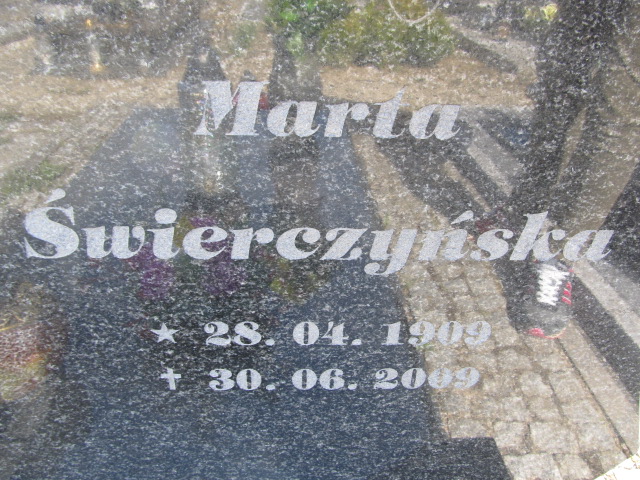 Marta
Świerczyńska
★ 28. 04. 1909
✝ 30. 06. 2009